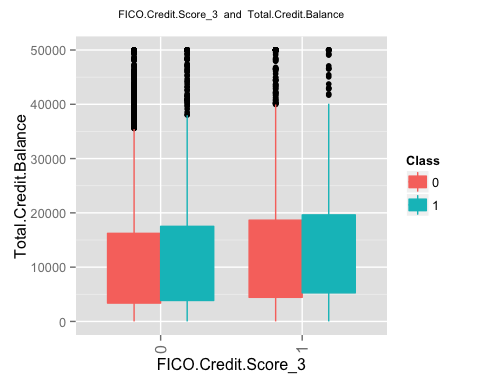 FICO.Credit.Score_3 and Total.Credit.Balance
50000
40000
30000
20000
10000
0
Total.Credit.Balance
0
1
FICO.Credit.Score_3
Class
0
1